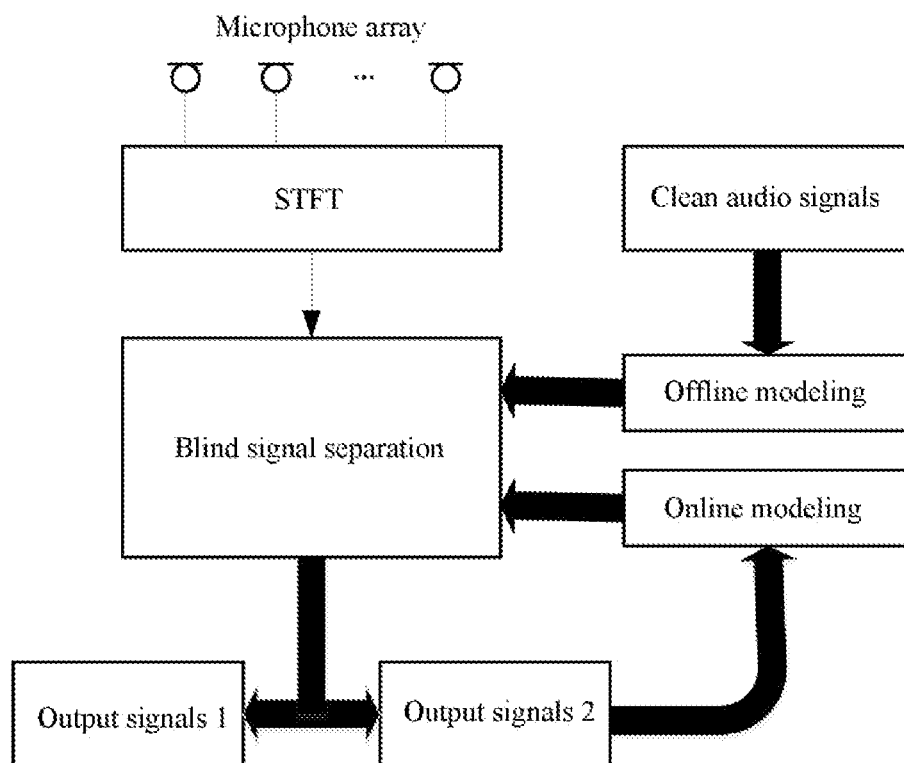 Microphone array
...
STFT
Clean audio signals
Offline modeling
Blind signal separation
Online modeling
Output signals 1
Output signals 2